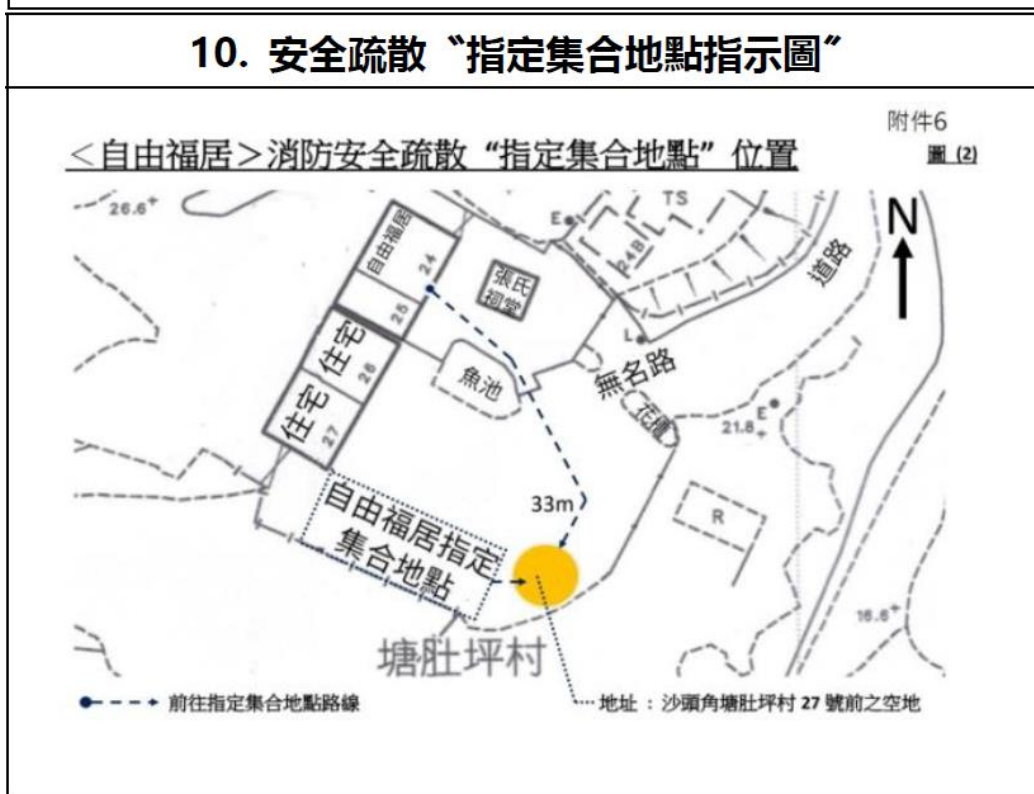 10. 安全疏散〝指定集合地點指示圖〞
附件6
<自由福居>消防安全疏散 “指定集合地點” 位置
圖 (2)
26.6
自由福居
24
25
張氏
祠堂
E
TS
24B
N
道路
L
住宅
26
住宅
27
魚池
無名路
花槽
E
21.8
33m
R
自由福居指定
集合地點
16.6
塘肚坪村
前往指定集合地點路線
地址 : 沙頭角塘肚坪村 27 號前之空地